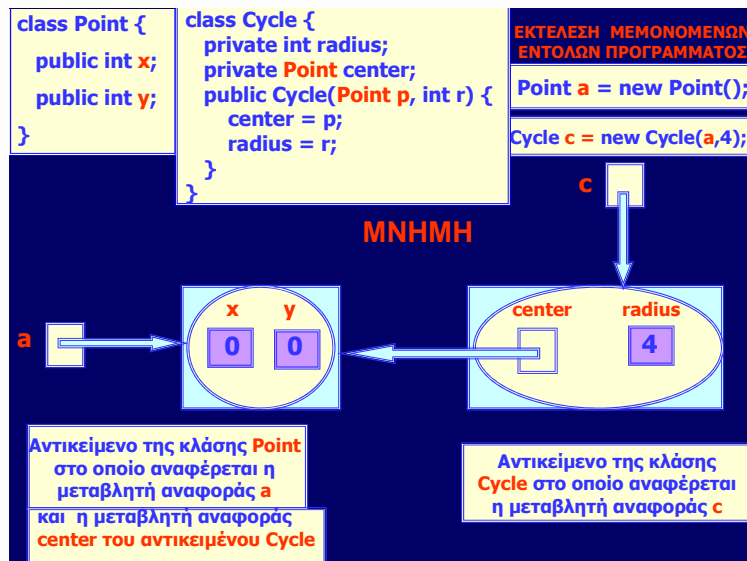 class Point {
public int x;
public int y;
}
class Cycle {
private int radius;
private Point center;
public Cycle(Point p, int r) {
center = p;
radius = r;
}
}
ΕΚΤΕΛΕΣΗ ΜΕΜΟΝΟΜΕΝΩΝ
ΕΝΤΟΛΩΝ ΠΡΟΓΡΑΜΜΑΤΟΣ
Point a = new Point();
Cycle c = new Cycle(a,4);
c
ΜΝΗΜΗ
a
x y
0 0
center radius
4
Αντικείμενο της κλάσης Point
στο οποίο αναφέρεται η
μεταβλητή αναφοράς a
και η μεταβλητή αναφοράς
center του αντικειμένου Cycle
Αντικείμενο της κλάσης
Cycle στο οποίο αναφέρεται
η μεταβλητή αναφοράς c